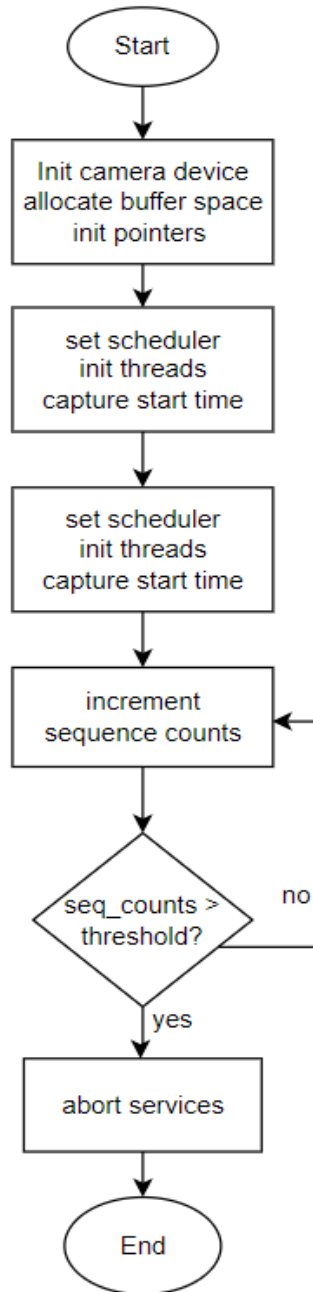 Start
Init camera device
allocate buffer space
init pointers
set scheduler
init threads
capture start time
set scheduler
init threads
capture start time
increment
sequence counts
seq_counts >
threshold?
no
yes
abort services
End